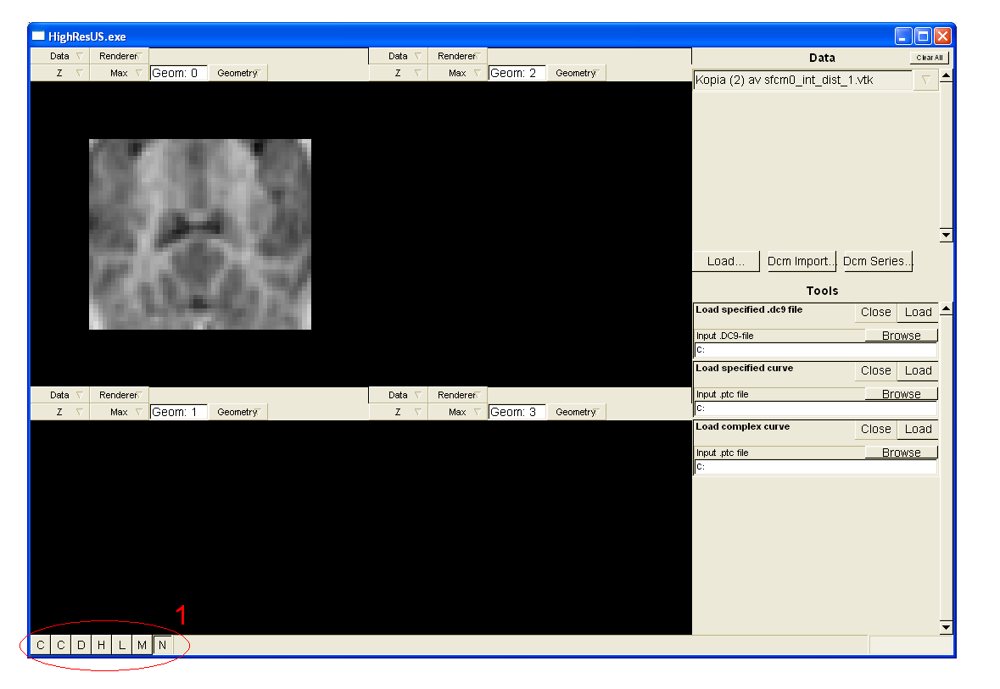 HighResUS.exe
Data Renderer Data Renderer Data Clear All
Z Max Geom: 0 Geometry Z Max Geom: 2 Geometry
Kopia (2) av sfcm0_int_dist_1.vtk
Load... Dcm Import... Dcm Series...
Tools
Load specified .dc9 file Close Load
Input .DC9-file Browse
C:
Load specified curve Close Load
Input .ptc file Browse
C:
Load complex curve Close Load
Input .ptc file Browse
C:
Data Renderer Data Renderer
Z Max Geom: 1 Geometry Z Max Geom: 3 Geometry
1
C C D H L M N